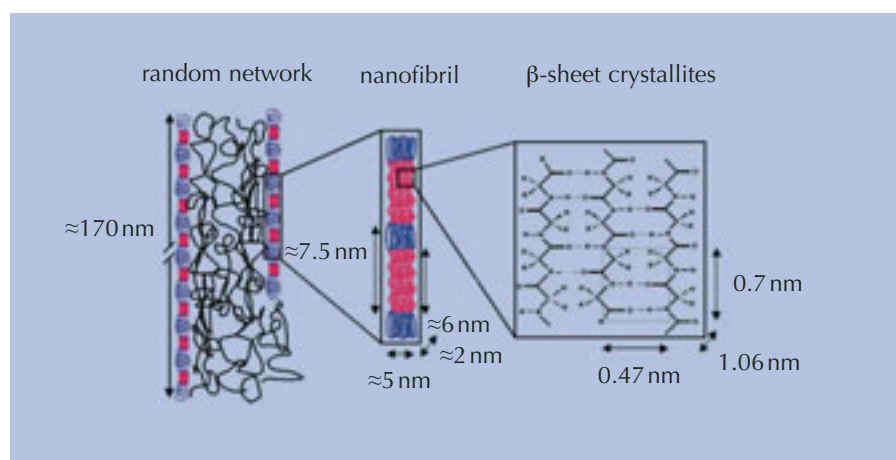 random network
nanofibril
β-sheet crystallites
≈170 nm
≈7.5 nm
≈6 nm
≈2 nm
≈5 nm
0.7 nm
1.06 nm
0.47 nm